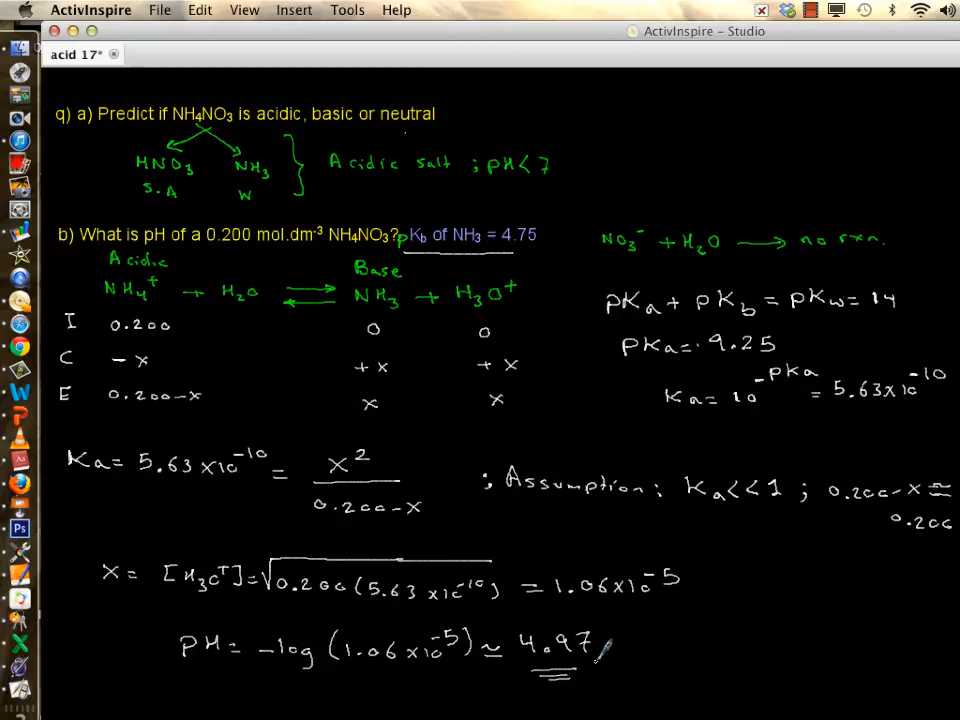 ActivInspire File Edit View Insert Tools Help
ActivInspire – Studio
acid 17*
q) a) Predict if NH4NO3 is acidic, basic or neutral
HNO3 NH3 } Acidic salt ; pH<7
S.A W
b) What is pH of a 0.200 mol.dm-3 NH4NO3? pKb of NH3 = 4.75
NO3⁻ + H2O → no rxn.
Acidic Base
NH4⁺ + H2O ⇌ NH3 + H3O⁺
pKa + pKb = pKw = 14
I 0.200 0 0
pKa = 9.25
C -x +x +x
Ka = 10^-pKa = 5.63x10^-10
E 0.200-x x x
Ka = 5.63x10^-10 = x²/0.200-x ; Assumption: Ka<<1 ; 0.200-x ≈
0.200
X = [H3O⁺] = √0.200(5.63x10^-10) = 1.06x10^-5
PH = -log(1.06x10^-5) ≈ 4.97